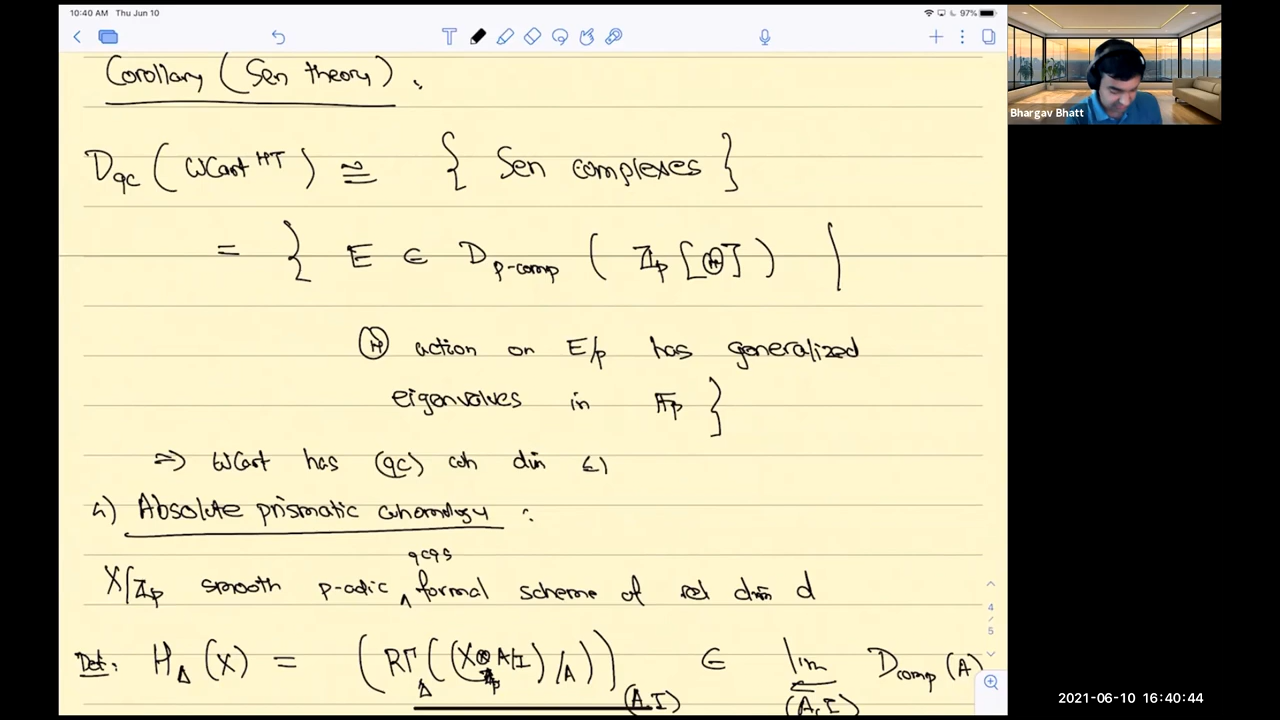 10:40 AM Thu Jun 10
97%
Corollary (Sen theory).
D_qc (WCart^HT) ≅ { Sen complexes }
= { E ∈ D_p-comp ( ℤ_p [Θ] ) |
Θ action on E/p has generalized
eigenvalues in 𝔽_p }
⇒ WCart has (qc) coh dim ≤1
4) Absolute prismatic cohomology :
qcqs
X/ℤ_p smooth p-adic ∧ formal scheme of rel dim d
Def: H_Δ (X) = ( RΓ_Δ ( (X ⊗_ℤp A/I) /A ) )_(A,I) ∈ lim_(A,I) D_comp (A)
4
/
5
Bhargav Bhatt
2021-06-10 16:40:44